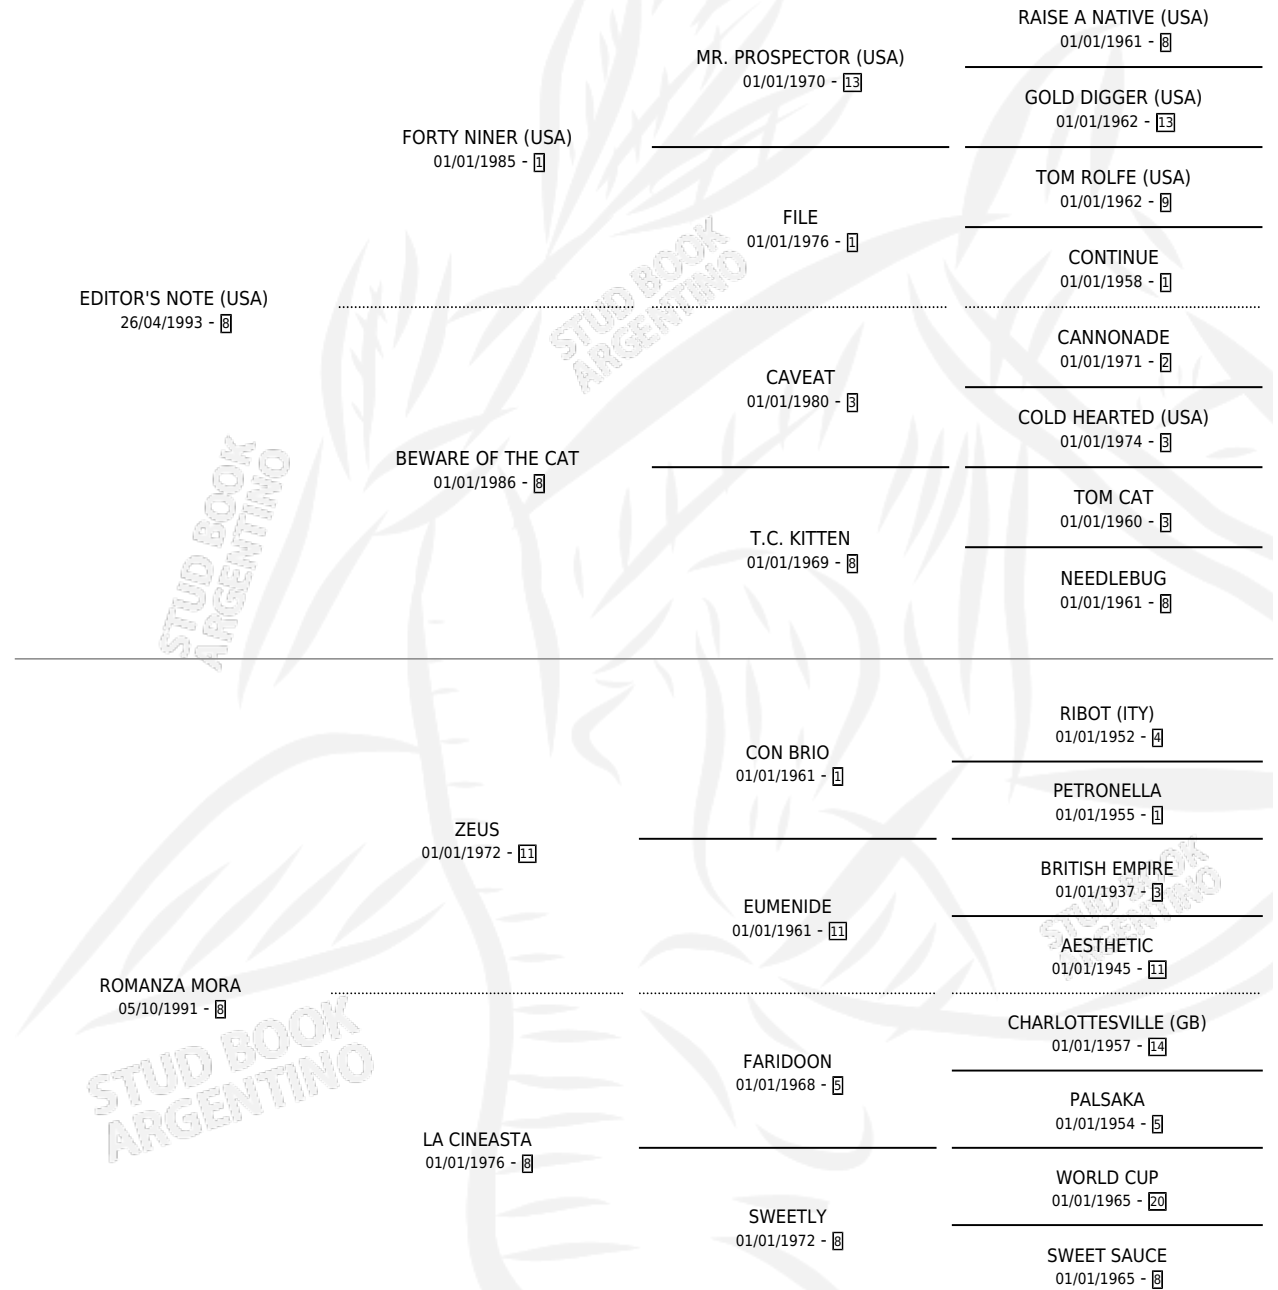 RAISE A NATIVE (USA)
01/01/1961 - 8
MR. PROSPECTOR (USA)
01/01/1970 - 13
GOLD DIGGER (USA)
01/01/1962 - 13
FORTY NINER (USA)
01/01/1985 - 1
TOM ROLFE (USA)
01/01/1962 - 9
FILE
01/01/1976 - 1
CONTINUE
01/01/1958 - 1
EDITOR'S NOTE (USA)
26/04/1993 - 8
CANNONADE
01/01/1971 - 2
CAVEAT
01/01/1980 - 3
COLD HEARTED (USA)
01/01/1974 - 3
BEWARE OF THE CAT
01/01/1986 - 8
TOM CAT
01/01/1960 - 3
T.C. KITTEN
01/01/1969 - 8
NEEDLEBUG
01/01/1961 - 8
STUD BOOK
ARGENTINO
STUD BOOK
ARGENTINO
RIBOT (ITY)
01/01/1952 - 4
CON BRIO
01/01/1961 - 1
PETRONELLA
01/01/1955 - 1
ZEUS
01/01/1972 - 11
BRITISH EMPIRE
01/01/1937 - 3
EUMENIDE
01/01/1961 - 11
AESTHETIC
01/01/1945 - 11
ROMANZA MORA
05/10/1991 - 8
CHARLOTTESVILLE (GB)
01/01/1957 - 14
FARIDOON
01/01/1968 - 5
PALSAKA
01/01/1954 - 5
LA CINEASTA
01/01/1976 - 8
WORLD CUP
01/01/1965 - 20
SWEETLY
01/01/1972 - 8
SWEET SAUCE
01/01/1965 - 8
STUD BOOK
ARGENTINO
STUD BOOK
ARGENTINO